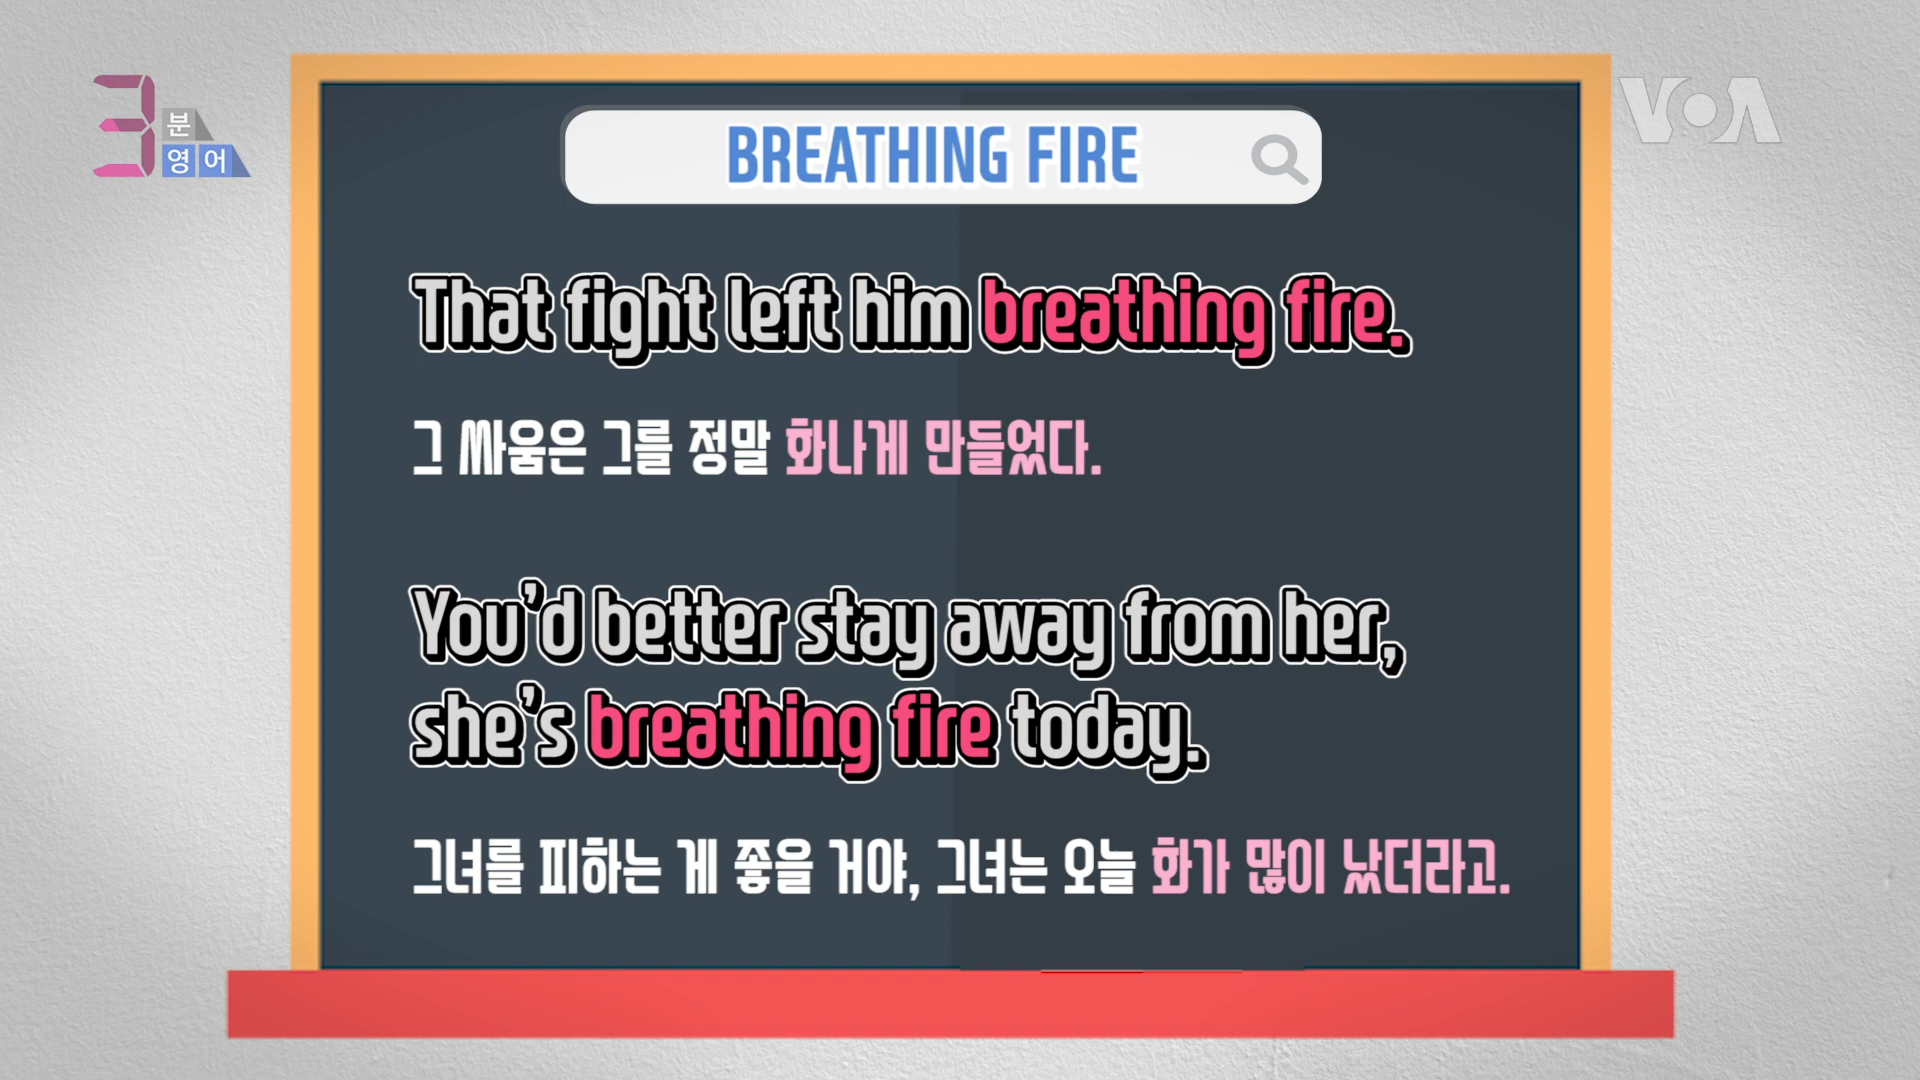 3분
영어
VOA
BREATHING FIRE
That fight left him breathing fire.
그 싸움은 그를 정말 화나게 만들었다.
You'd better stay away from her,
she's breathing fire today.
그녀를 피하는 게 좋을 거야, 그녀는 오늘 화가 많이 났더라고.